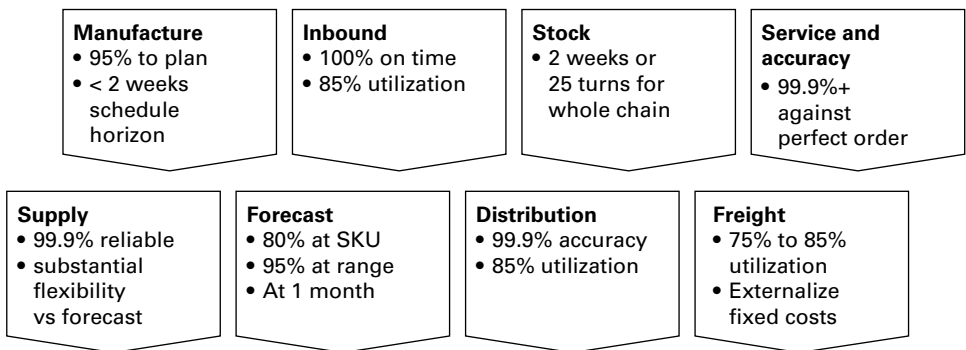 Manufacture
• 95% to plan
• < 2 weeks
schedule
horizon
Inbound
• 100% on time
• 85% utilization
Stock
• 2 weeks or
25 turns for
whole chain
Service and
accuracy
• 99.9%+
against
perfect order
Supply
• 99.9% reliable
• substantial
flexibility
vs forecast
Forecast
• 80% at SKU
• 95% at range
• At 1 month
Distribution
• 99.9% accuracy
• 85% utilization
Freight
• 75% to 85%
utilization
• Externalize
fixed costs